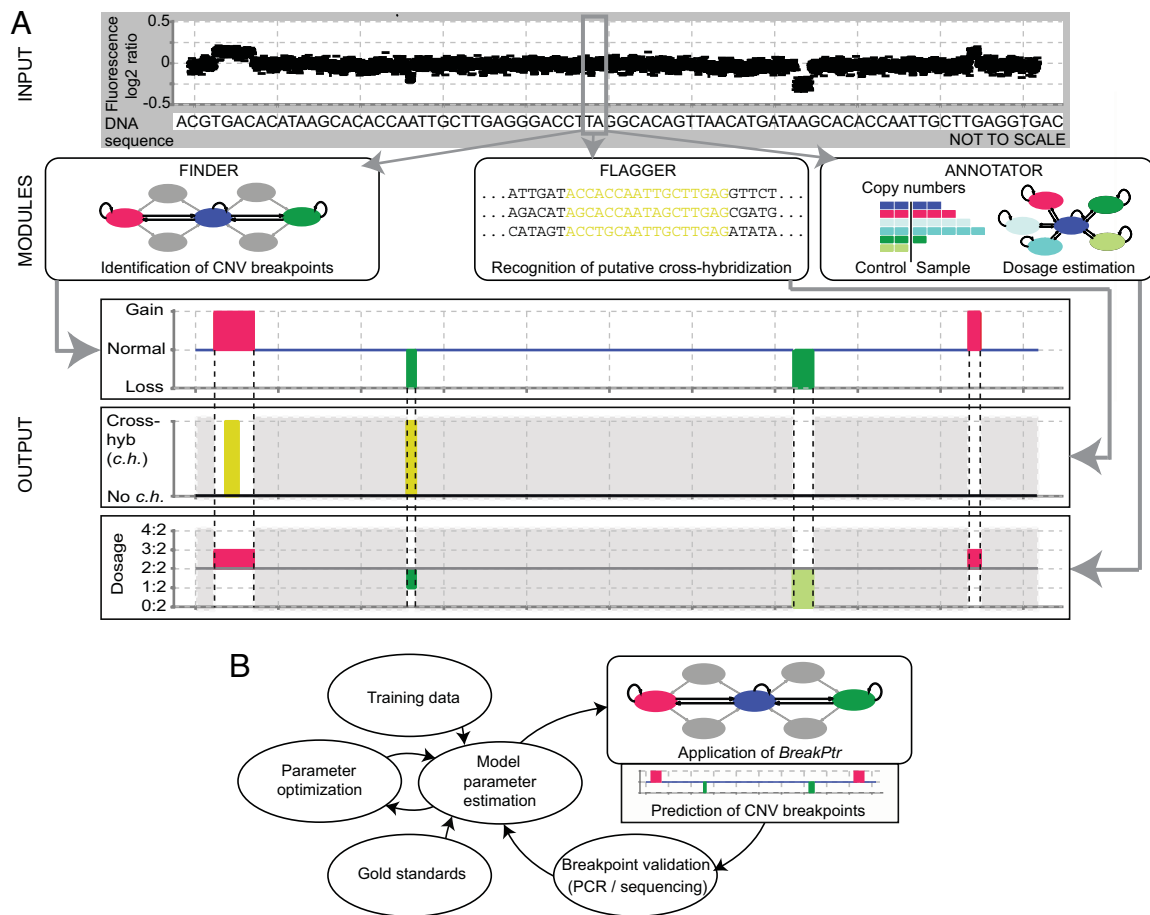 A
INPUT
Fluorescence
log2 ratio
0.5
0
-0.5
DNA
sequence
ACGTGACACATAAGCACACCAATTGCTTGAGGGACCTTAGGCACAGTTAACATGATAAGCACACCAATTGCTTGAGGTGAC
NOT TO SCALE
MODULES
FINDER
Identification of CNV breakpoints
FLAGGER
...ATTGATACCACCAATTGCTTGAGGTTCT...
...AGACATAGCACCAATAGCTTGAGCGATG...
...CATAGTACCTGCAATTGCTTGAGATATA...
Recognition of putative cross-hybridization
ANNOTATOR
Copy numbers
Control
Sample
Dosage estimation
OUTPUT
Gain
Normal
Loss
Cross-
hyb
(c.h.)
No c.h.
Dosage
4:2
3:2
2:2
1:2
0:2
B
Training data
Parameter
optimization
Model
parameter
estimation
Gold standards
Application of BreakPtr
Prediction of CNV breakpoints
Breakpoint validation
(PCR / sequencing)